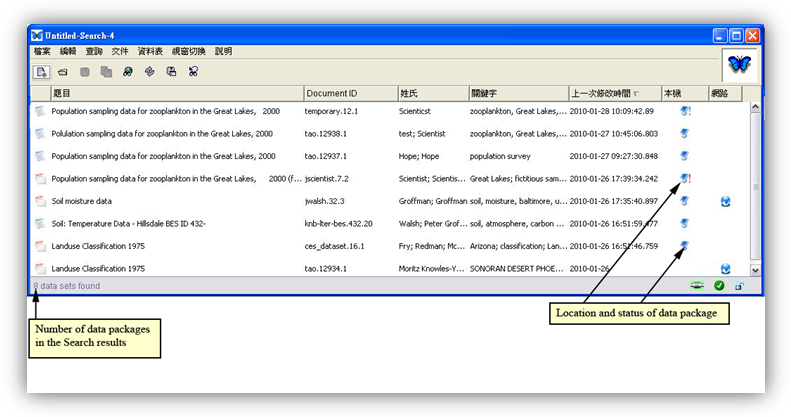 Untitled-Search-4
檔案 編輯 查詢 文件 資料表 視窗切換 說明
題目 Document ID 姓氏 關鍵字 上一次修改時間 本機 網路
Population sampling data for zooplankton in the Great Lakes, 2000 temporary.12.1 Scienticst zooplankton, Great Lakes,... 2010-01-28 10:09:42.89
Polulation sampling data for zooplankton in the Great Lakes, 2000 tao.12938.1 test; Scientist zooplankton, Great Lakes,... 2010-01-27 10:45:06.803
Population sampling data for zooplankton in the Great Lakes, 2000 tao.12937.1 Hope; Hope population survey 2010-01-27 09:27:30.848
Population sampling data for zooplankton in the Great Lakes, 2000 (f... jscientist.7.2 Scientist; Scientis... Great Lakes; fictitious sam... 2010-01-26 17:39:34.242
Soil moisture data jwalsh.32.3 Groffman; Groffman soil, moisture, baltimore, u... 2010-01-26 17:35:40.897
Soil: Temperature Data - Hillsdale BES ID 432- knb-lter-bes.432.20 Walsh; Peter Grof... soil, atmosphere, carbon ... 2010-01-26 16:51:59.477
Landuse Classification 1975 ces_dataset.16.1 Fry; Redman; Mc... Arizona; classification; Lan... 2010-01-26 16:51:46.759
Landuse Classification 1975 tao.12934.1 Moritz Knowles-Y... SONORAN DESERT PHOE... 2010-01-26
8 data sets found
Number of data packages
in the Search results
Location and status of data package